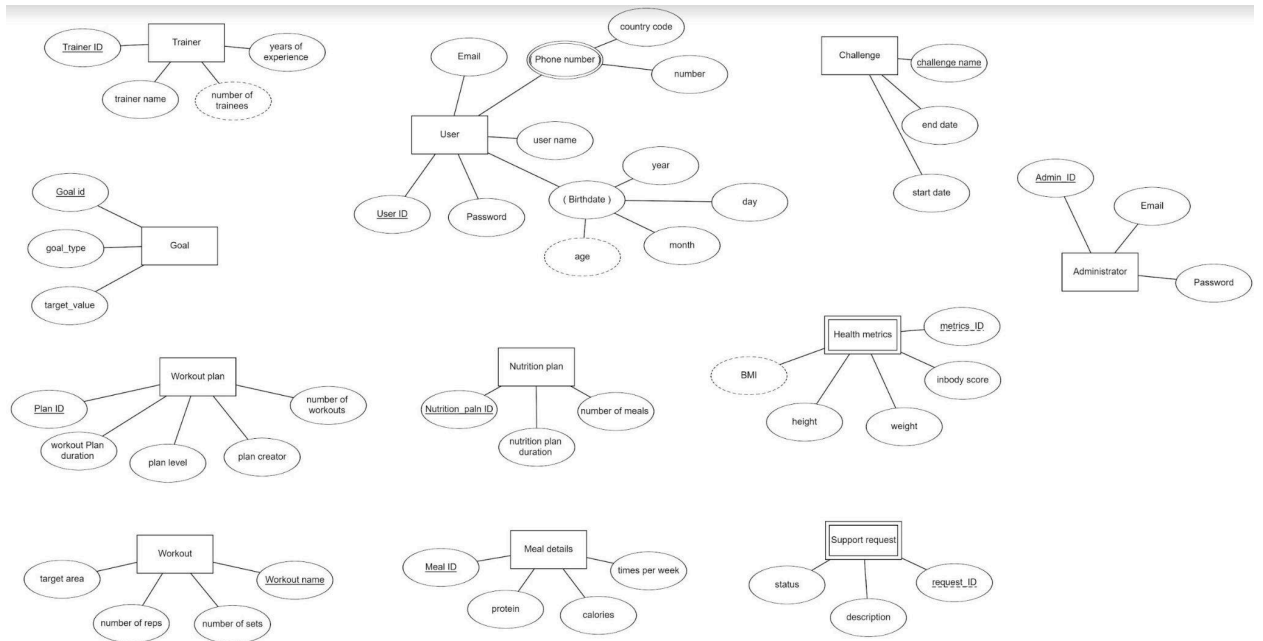 Trainer
Trainer ID
years of
experience
trainer name
number of
trainees
Email
Phone number
country code
number
User
user name
User ID
Password
( Birthdate )
year
day
month
age
Challenge
challenge name
end date
start date
Admin_ID
Email
Administrator
Password
Goal id
goal_type
Goal
target_value
Health metrics
metrics_ID
BMI
inbody score
height
weight
Workout plan
Plan ID
number of
workouts
workout Plan
duration
plan level
plan creator
Nutrition plan
Nutrition_paln ID
number of meals
nutrition plan
duration
Workout
target area
Workout name
number of reps
number of sets
Meal details
Meal ID
times per week
protein
calories
Support request
status
request_ID
description